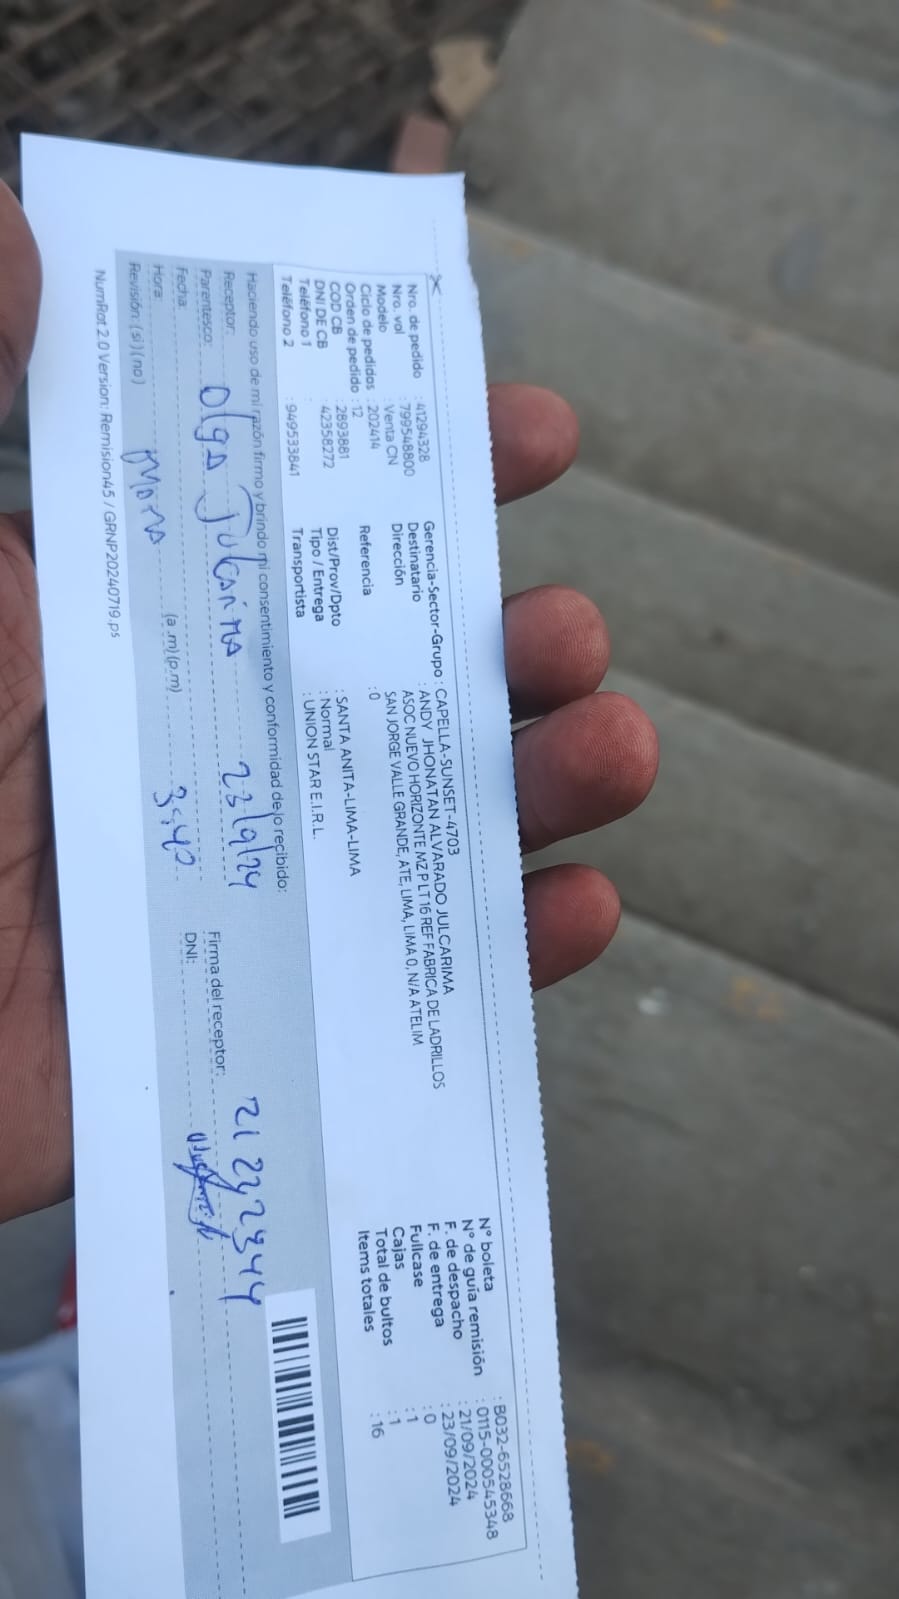 Nro. de pedido : 41294328
Nro. vol : 799548800
Modelo : Venta CN
Ciclo de pedidos : 202414
Orden de pedido : 12
COD CB : 2893881
DNI DE CB : 42358272
Teléfono 1 :
Teléfono 2 : 949533841
Gerencia-Sector-Grupo : CAPELLA-SUNSET-4703
Destinatario : ANDY JHONATAN ALVARADO JULCARIMA
Dirección : ASOC NUEVO HORIZONTE MZ P LT 16 REF FABRICA DE LADRILLOS
SAN JORGE VALLE GRANDE, ATE, LIMA, LIMA 0, N/A ATELIM
Referencia : 0
Dist/Prov/Dpto : SANTA ANITA-LIMA-LIMA
Tipo / Entrega : Normal
Transportista : UNION STAR E.I.R.L.
N° boleta : B032-6528668
N° de guía remisión : 0115-0005545348
F. de despacho : 21/09/2024
F. de entrega : 23/09/2024
Fullcase : 0
Cajas : 1
Total de bultos : 1
Items totales : 16
Haciendo uso de mi razón firmo y brindo mi consentimiento y conformidad de lo recibido:
Receptor: Olga Julcarima
Parentesco: mama
Fecha: 23/9/24
Hora: (a.m)(p.m) 3:40
Revisión: (si)(no)
Firma del receptor:
DNI: 21232344
NumRot 2.0 Version: Remision45 / GRNP20240719.ps